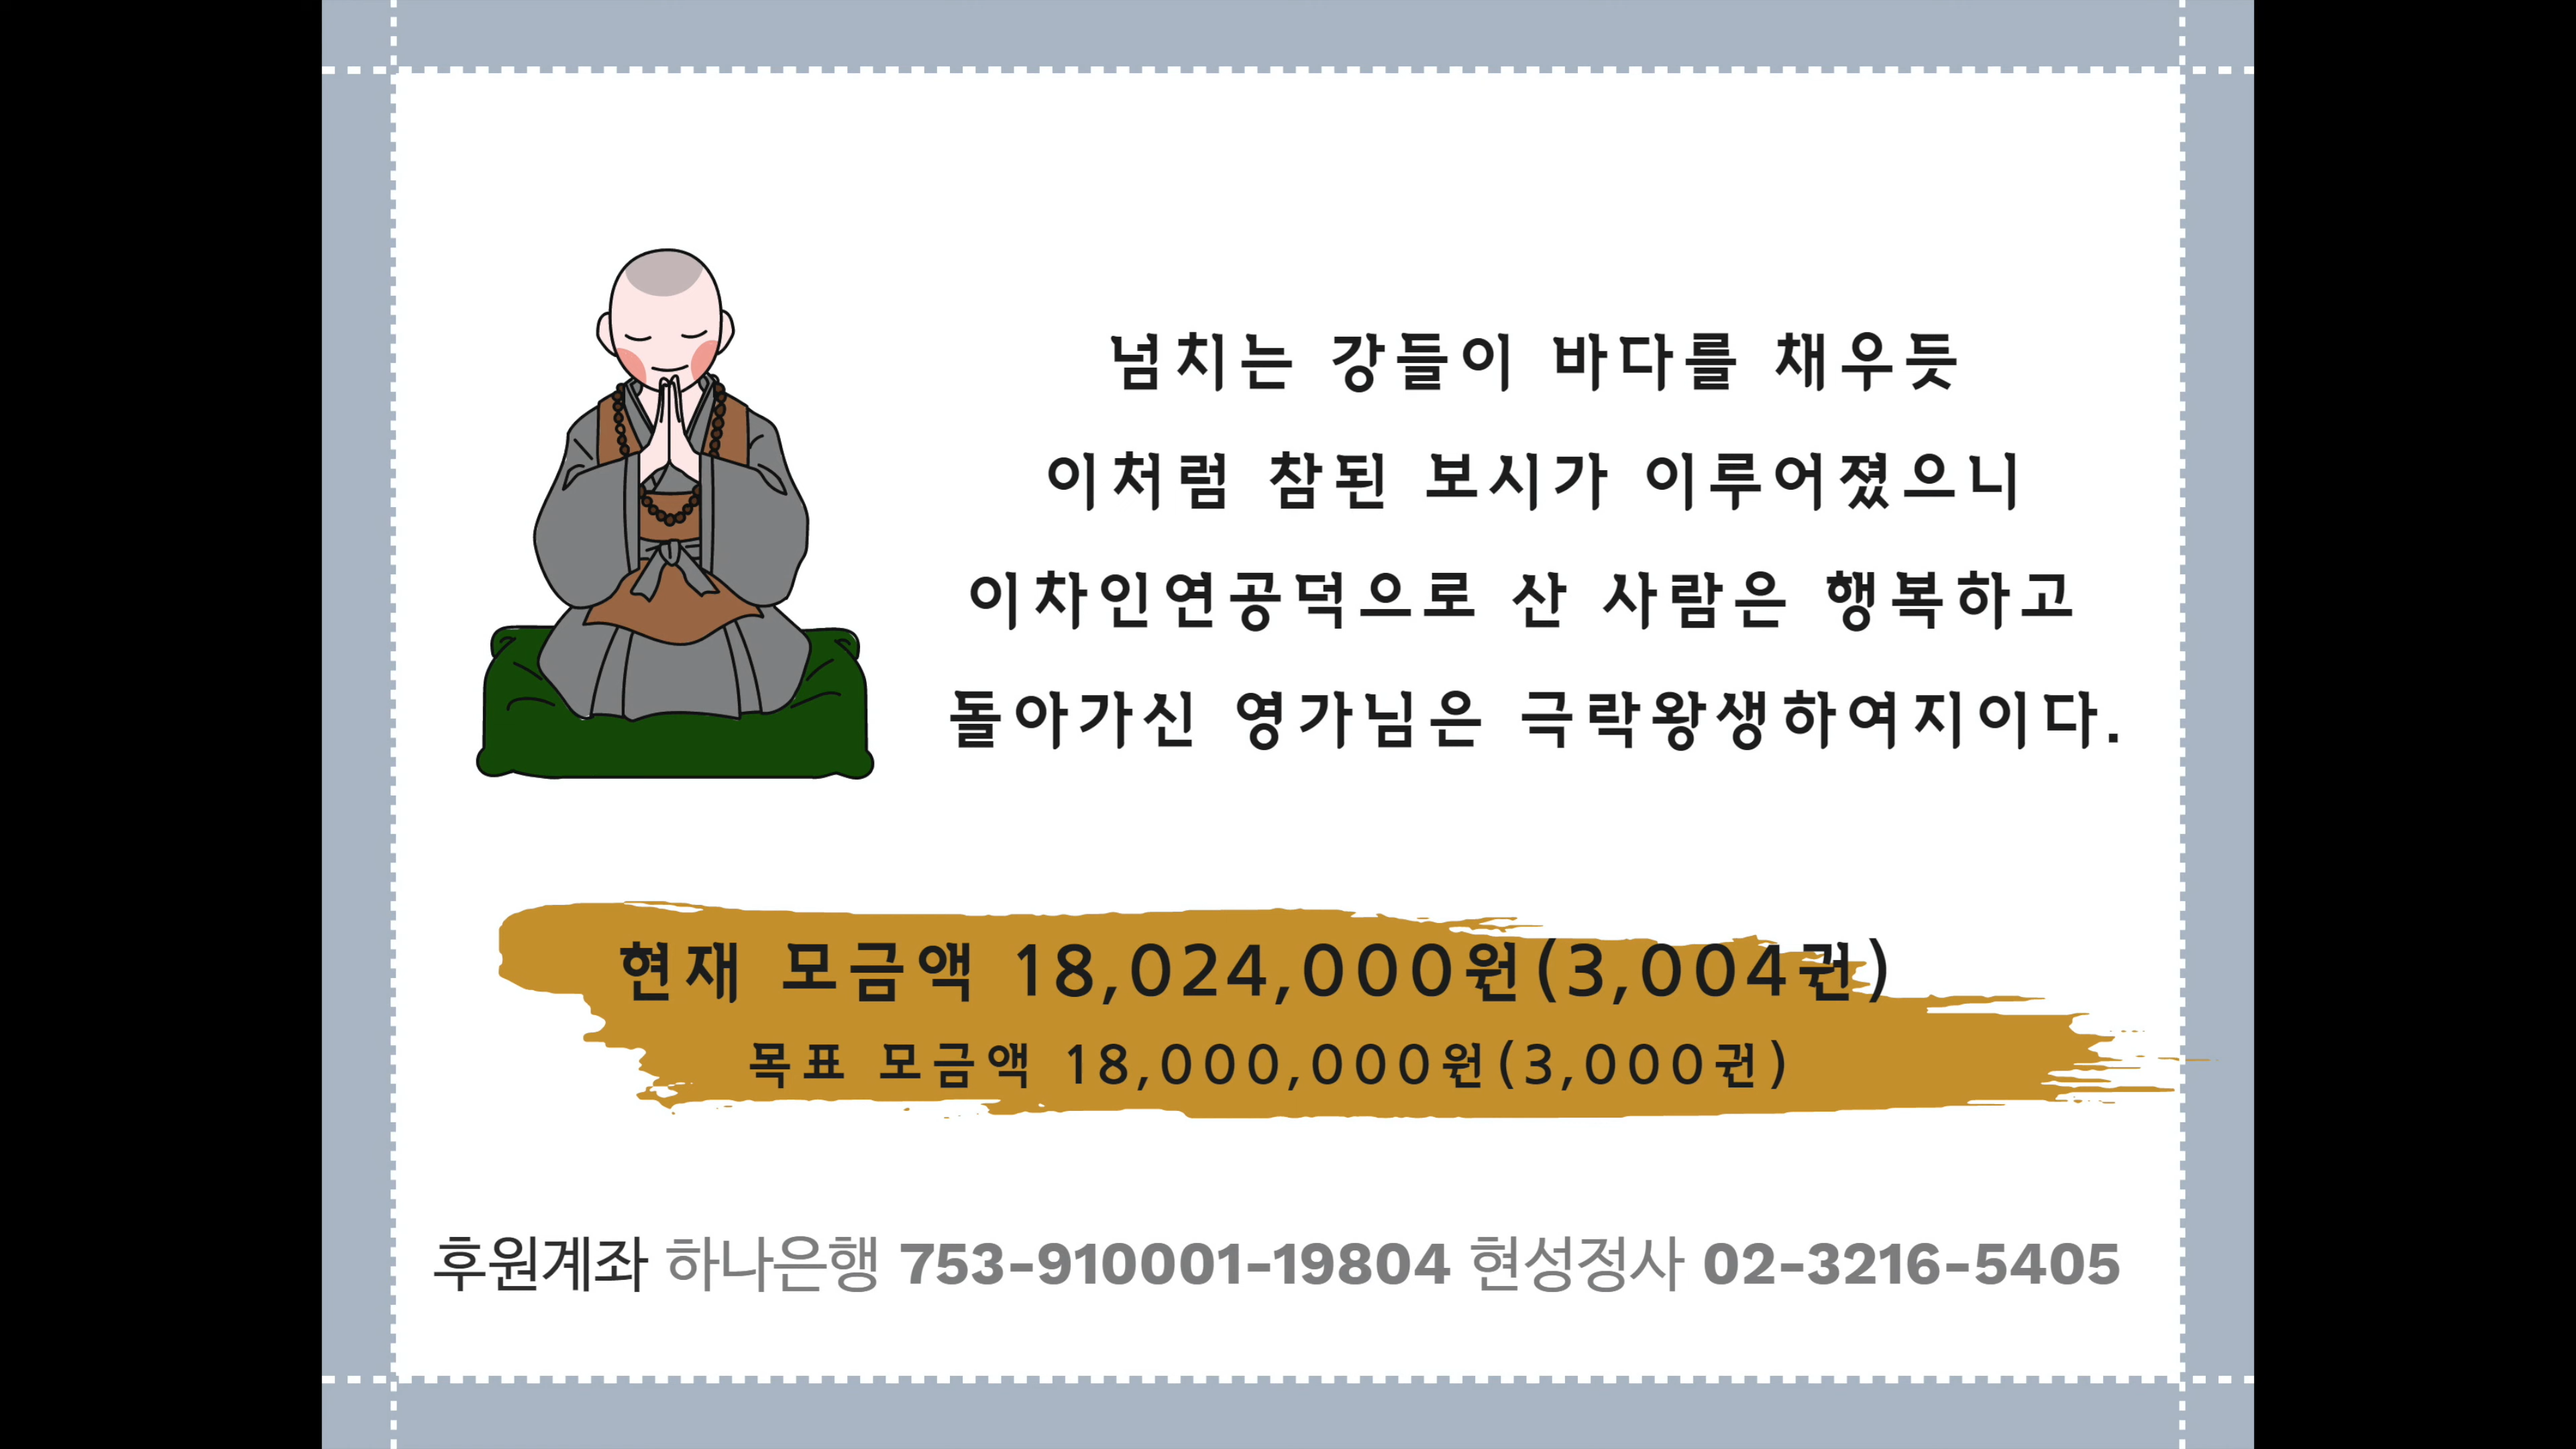 넘치는 강들이 바다를 채우듯
이처럼 참된 보시가 이루어졌으니
이차인연공덕으로 산 사람은 행복하고
돌아가신 영가님은 극락왕생하여지이다.
현재 모금액 18,024,000원(3,004권)
목표 모금액 18,000,000원(3,000권)
후원계좌 하나은행 753-910001-19804 현성정사 02-3216-5405